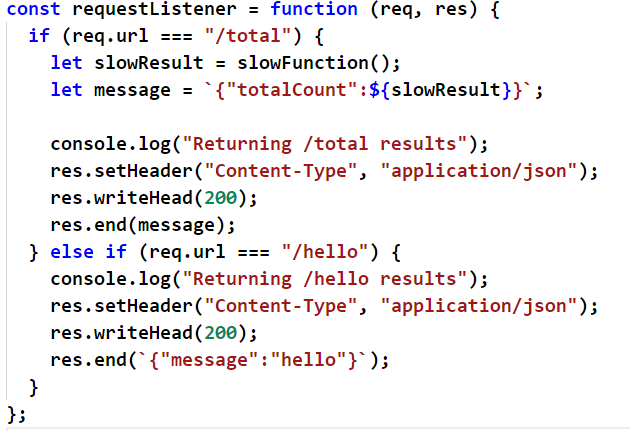 const requestListener = function (req, res) {
  if (req.url === "/total") {
    let slowResult = slowFunction();
    let message = `{"totalCount":${slowResult}}`;

    console.log("Returning /total results");
    res.setHeader("Content-Type", "application/json");
    res.writeHead(200);
    res.end(message);
  } else if (req.url === "/hello") {
    console.log("Returning /hello results");
    res.setHeader("Content-Type", "application/json");
    res.writeHead(200);
    res.end(`{"message":"hello"}`);
  }
};